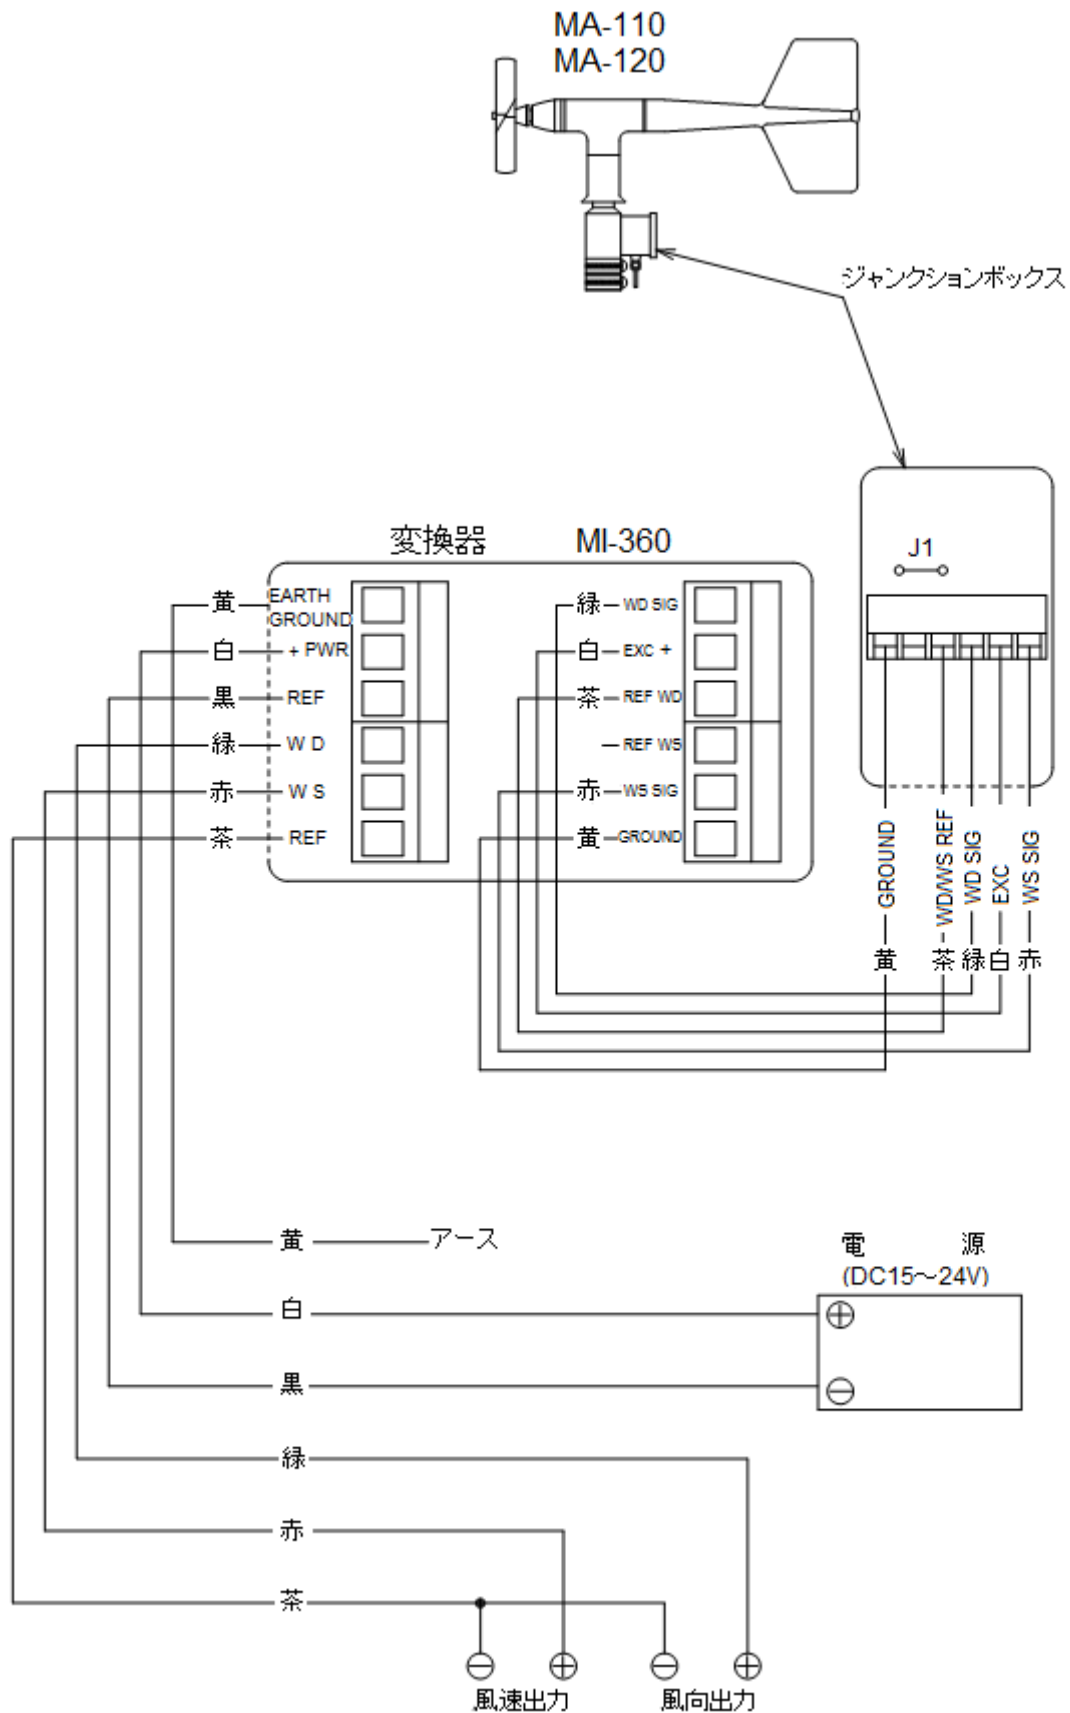 MA-110
MA-120
ジャンクションボックス
J1
変換器 MI-360
黄 EARTH GROUND
白 + PWR
黒 REF
緑 W D
赤 W S
茶 REF
緑 WD SIG
白 EXC +
茶 REF WD
REF WS
赤 WS SIG
黄 GROUND
GROUND
WD/WS REF
WD SIG
EXC
WS SIG
黄 茶 緑 白 赤
黄 アース
電 源
(DC15～24V)
白 ⊕
黒 ⊖
緑
赤
茶
⊖ ⊕ ⊖ ⊕
風速出力 風向出力